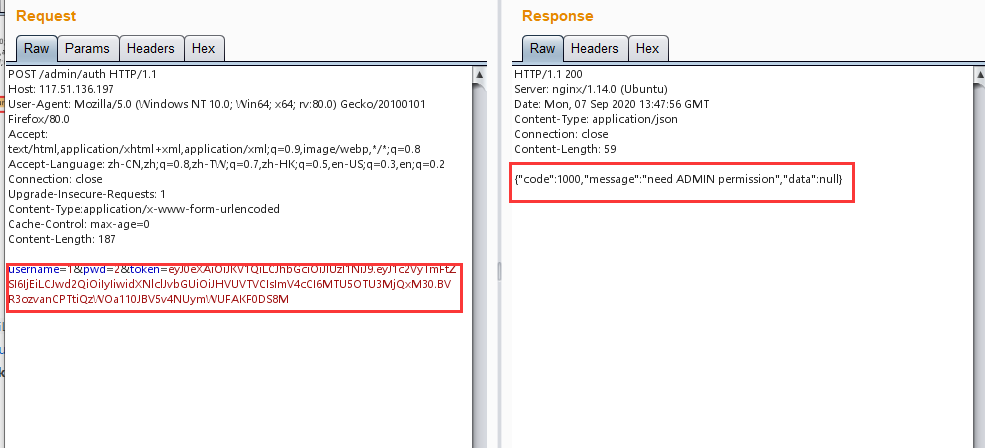 Request
Raw Params Headers Hex
POST /admin/auth HTTP/1.1
Host: 117.51.136.197
User-Agent: Mozilla/5.0 (Windows NT 10.0; Win64; x64; rv:80.0) Gecko/20100101
Firefox/80.0
Accept:
text/html,application/xhtml+xml,application/xml;q=0.9,image/webp,*/*;q=0.8
Accept-Language: zh-CN,zh;q=0.8,zh-TW;q=0.7,zh-HK;q=0.5,en-US;q=0.3,en;q=0.2
Connection: close
Upgrade-Insecure-Requests: 1
Content-Type:application/x-www-form-urlencoded
Cache-Control: max-age=0
Content-Length: 187
username=1&pwd=2&token=eyJ0eXAiOiJKV1QiLCJhbGciOiJIUzI1NiJ9.eyJ1c2VyTmFtZ
SI6IjEiLCJwd2QiOiIyIiwidXNlclJvbGUiOiJHVUVTVCIsImV4cCI6MTU5OTU3MjQxM30.BV
R3ozvanCPTtiQzWOa110JBV5v4NUymWUFAKF0DS8M
Response
Raw Headers Hex
HTTP/1.1 200
Server: nginx/1.14.0 (Ubuntu)
Date: Mon, 07 Sep 2020 13:47:56 GMT
Content-Type: application/json
Connection: close
Content-Length: 59
{"code":1000,"message":"need ADMIN permission","data":null}